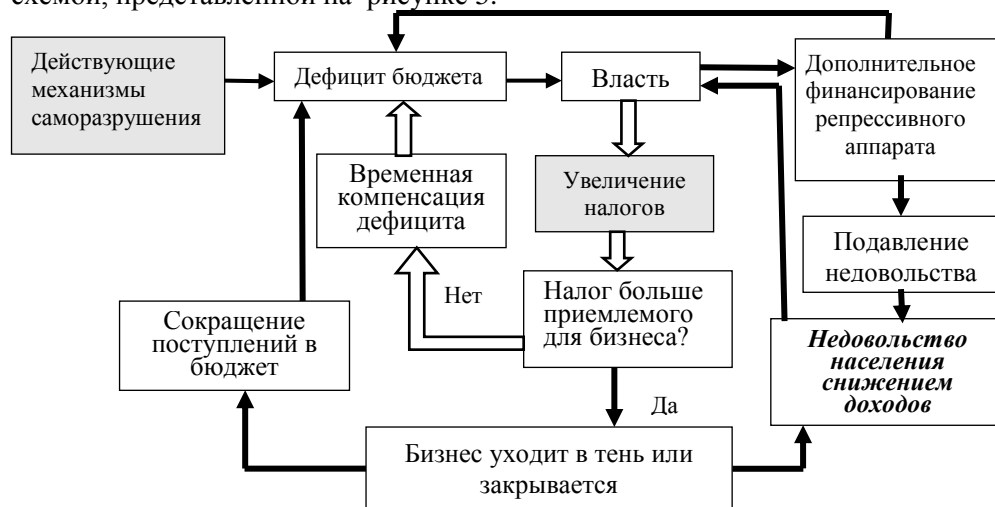 схемой, представленной на рисунке 3.
Действующие
механизмы
саморазрушения
Дефицит бюджета
Власть
Дополнительное
финансирование
репрессивного
аппарата
Временная
компенсация
дефицита
Увеличение
налогов
Подавление
недовольства
Нет
Налог больше
приемлемого
для бизнеса?
Сокращение
поступлений в
бюджет
Недовольство
населения
снижением
доходов
Да
Бизнес уходит в тень или
закрывается